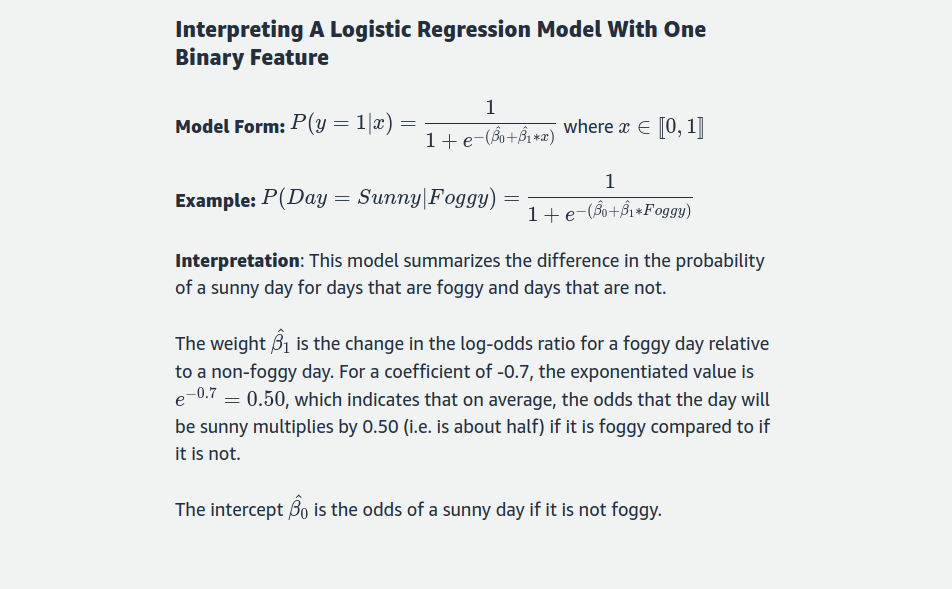 Interpreting A Logistic Regression Model With One
Binary Feature
Model Form: P(y = 1|x) = \frac{1}{1 + e^{-(\hat{β}_0+\hat{β}_1*x)}} where x ∈ ⟦0, 1⟧
Example: P(Day = Sunny|Foggy) = \frac{1}{1 + e^{-(\hat{β}_0+\hat{β}_1*Foggy)}}
Interpretation: This model summarizes the difference in the probability
of a sunny day for days that are foggy and days that are not.
The weight \hat{β}_1 is the change in the log-odds ratio for a foggy day relative
to a non-foggy day. For a coefficient of -0.7, the exponentiated value is
e^{-0.7} = 0.50, which indicates that on average, the odds that the day will
be sunny multiplies by 0.50 (i.e. is about half) if it is foggy compared to if
it is not.
The intercept \hat{β}_0 is the odds of a sunny day if it is not foggy.